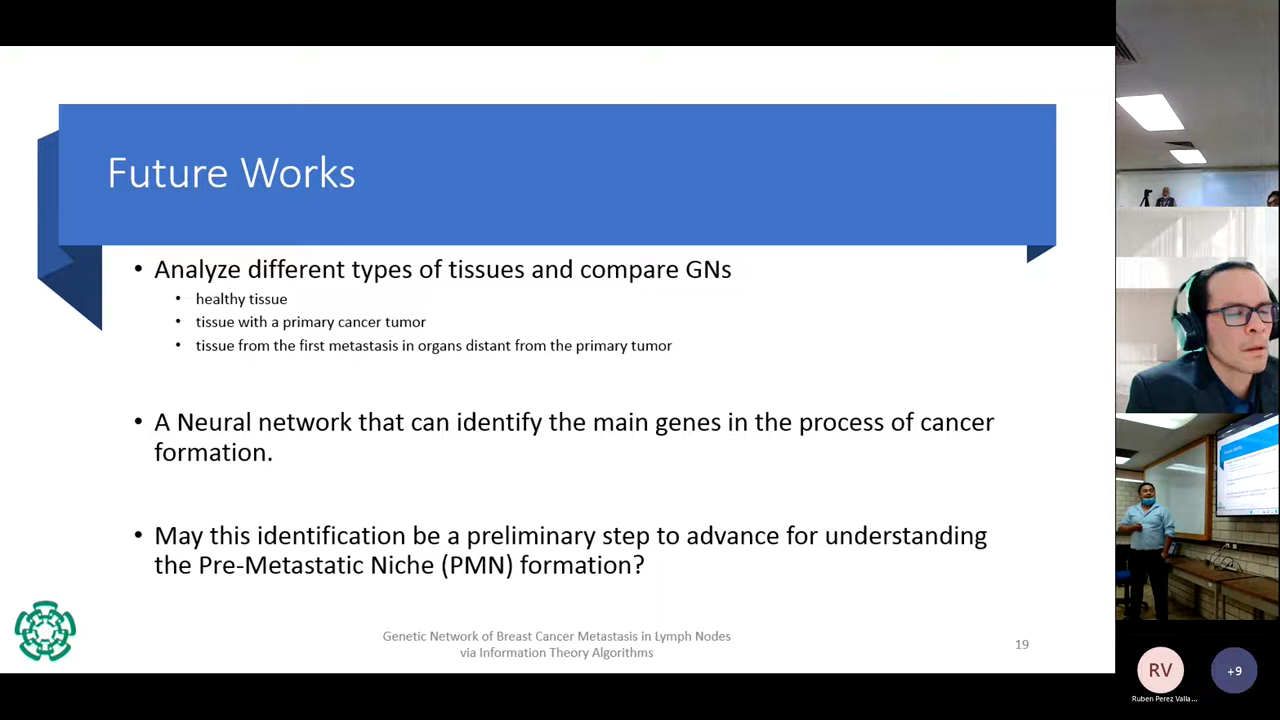 Future Works
• Analyze different types of tissues and compare GNs
• healthy tissue
• tissue with a primary cancer tumor
• tissue from the first metastasis in organs distant from the primary tumor
• A Neural network that can identify the main genes in the process of cancer
formation.
• May this identification be a preliminary step to advance for understanding
the Pre-Metastatic Niche (PMN) formation?
Genetic Network of Breast Cancer Metastasis in Lymph Nodes
via Information Theory Algorithms
19
RV
+9
Ruben Perez Valla...